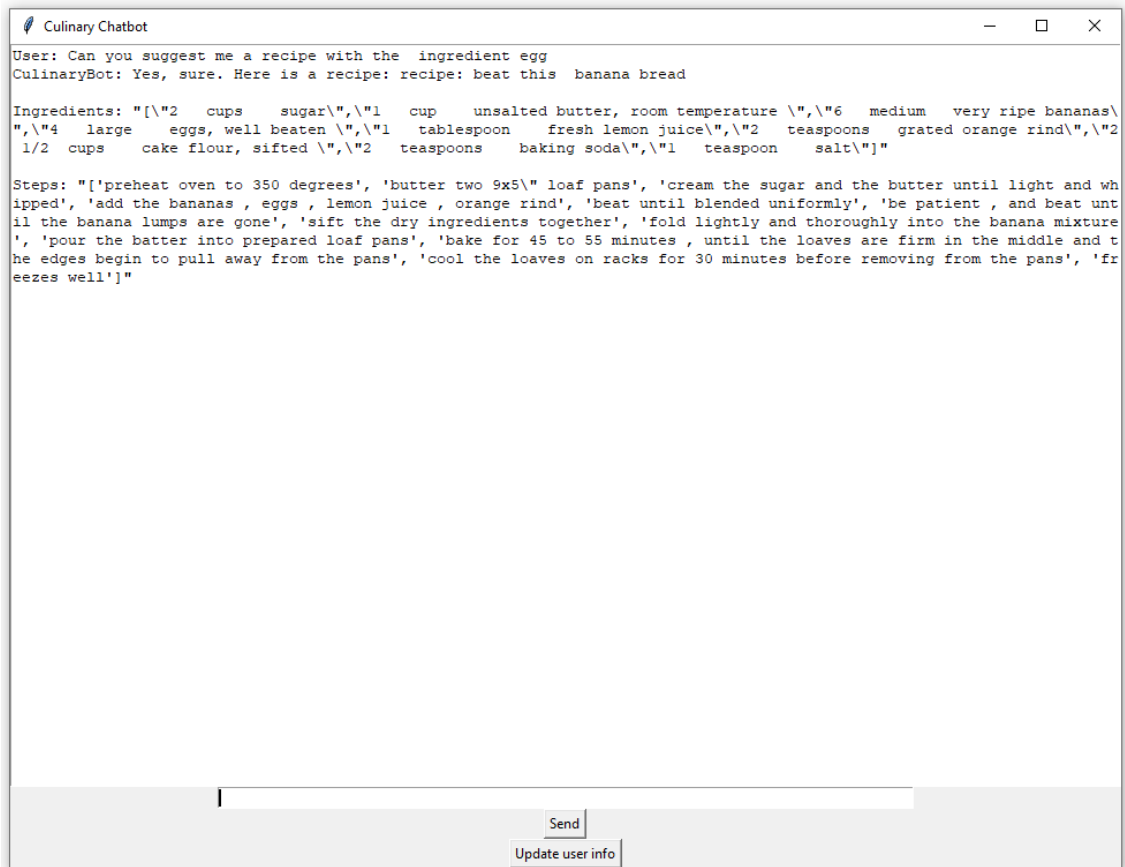 Culinary Chatbot
User: Can you suggest me a recipe with the  ingredient egg
CulinaryBot: Yes, sure. Here is a recipe: recipe: beat this  banana bread
Ingredients: "[\"2   cups    sugar\",\"1   cup    unsalted butter, room temperature \",\"6   medium   very ripe bananas\
",\"4   large    eggs, well beaten \",\"1   tablespoon    fresh lemon juice\",\"2   teaspoons   grated orange rind\",\"2
 1/2  cups    cake flour, sifted \",\"2   teaspoons    baking soda\",\"1   teaspoon    salt\"]"
Steps: "['preheat oven to 350 degrees', 'butter two 9x5\" loaf pans', 'cream the sugar and the butter until light and wh
ipped', 'add the bananas , eggs , lemon juice , orange rind', 'beat until blended uniformly', 'be patient , and beat unt
il the banana lumps are gone', 'sift the dry ingredients together', 'fold lightly and thoroughly into the banana mixture
', 'pour the batter into prepared loaf pans', 'bake for 45 to 55 minutes , until the loaves are firm in the middle and t
he edges begin to pull away from the pans', 'cool the loaves on racks for 30 minutes before removing from the pans', 'fr
eezes well']"
Send
Update user info